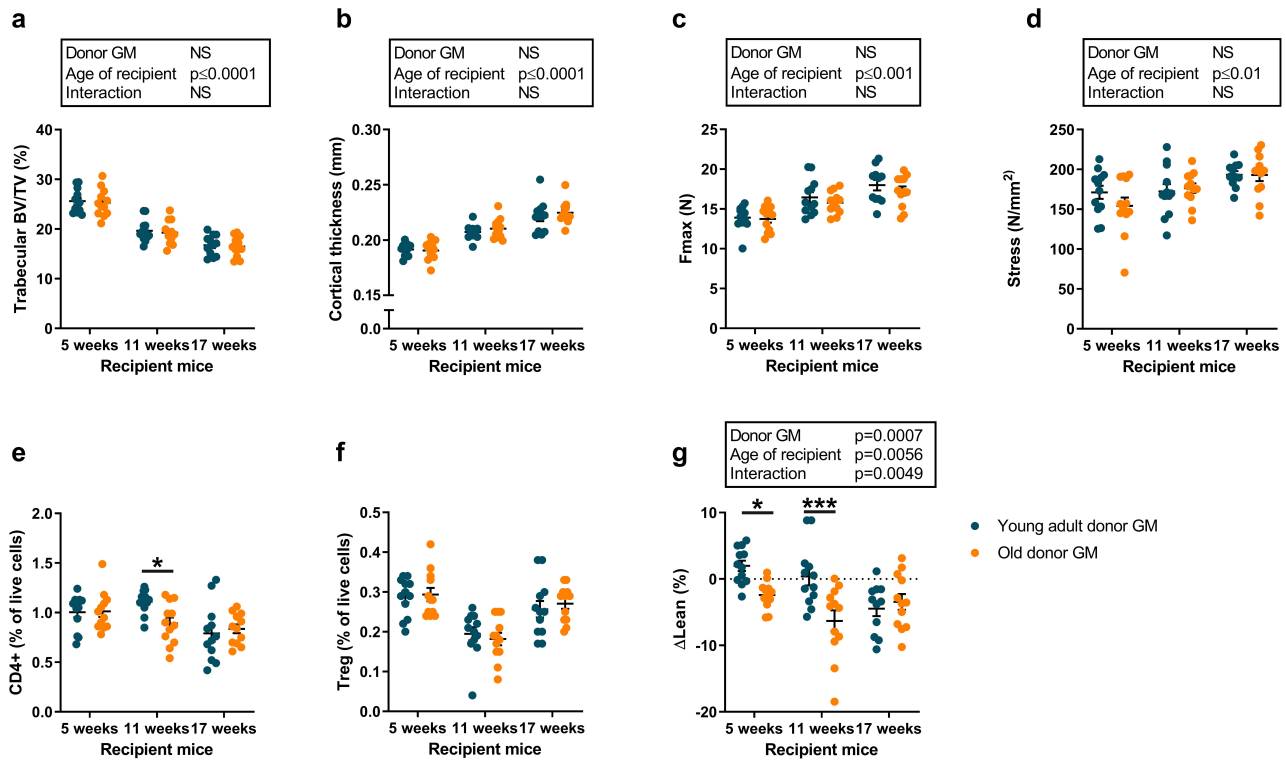 a
Donor GM NS
Age of recipient p≤0.0001
Interaction NS
Trabecular BV/TV (%)
40
30
20
10
0
5 weeks 11 weeks 17 weeks
Recipient mice
b
Donor GM NS
Age of recipient p≤0.0001
Interaction NS
Cortical thickness (mm)
0.30
0.25
0.20
0.15
0.0
5 weeks 11 weeks 17 weeks
Recipient mice
c
Donor GM NS
Age of recipient p≤0.001
Interaction NS
Fmax (N)
25
20
15
10
5
0
5 weeks 11 weeks 17 weeks
Recipient mice
d
Donor GM NS
Age of recipient p≤0.01
Interaction NS
Stress (N/mm²)
250
200
150
100
50
0
5 weeks 11 weeks 17 weeks
Recipient mice
e
CD4+ (% of live cells)
2.0
1.5
1.0
0.5
0.0
*
5 weeks 11 weeks 17 weeks
Recipient mice
f
Treg (% of live cells)
0.5
0.4
0.3
0.2
0.1
0.0
5 weeks 11 weeks 17 weeks
Recipient mice
g
Donor GM p=0.0007
Age of recipient p=0.0056
Interaction p=0.0049
ΔLean (%)
10
0
-10
-20
* ***
5 weeks 11 weeks 17 weeks
Recipient mice
Young adult donor GM
Old donor GM